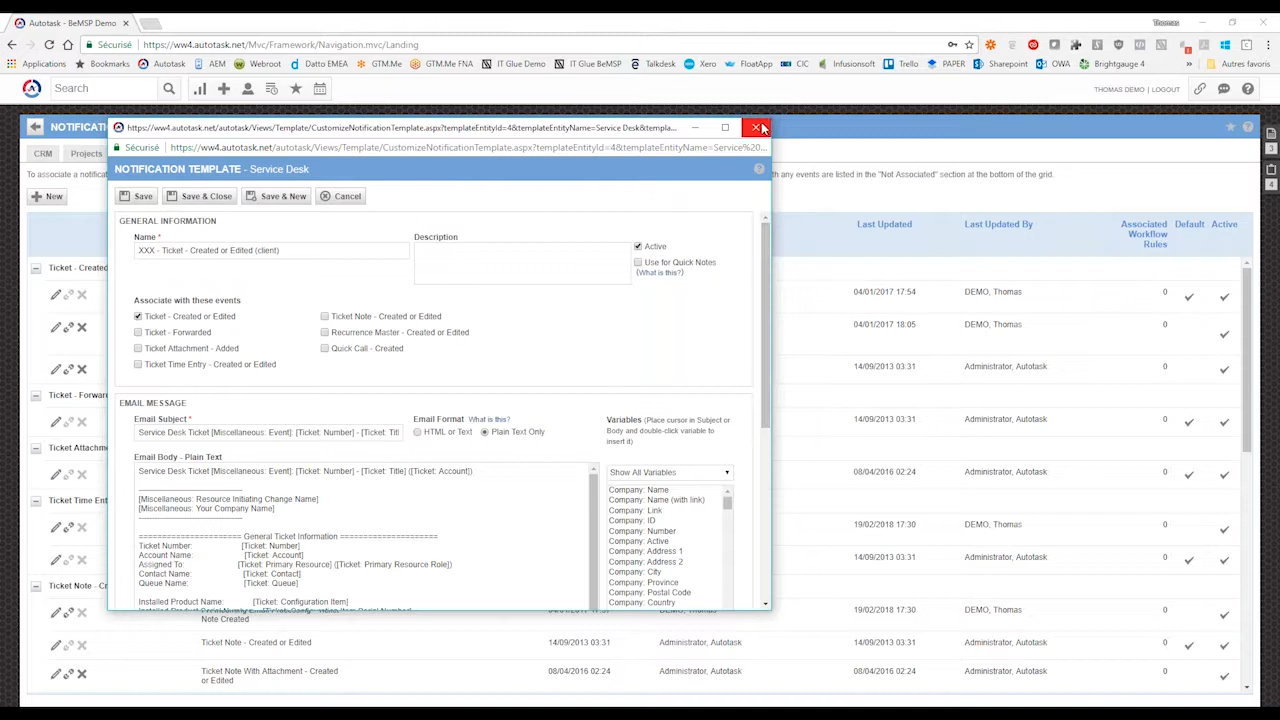 Autotask - BeMSP Demo
Thomas
Sécurisé https://ww4.autotask.net/Mvc/Framework/Navigation.mvc/Landing
Applications Bookmarks Autotask AEM Webroot Datto EMEA GTM.Me GTM.Me FNA IT Glue Demo IT Glue BeMSP Talkdesk Xero FloatApp CIC Infusionsoft Trello PAPER Sharepoint OWA Brightgauge 4 » Autres favoris
Search
THOMAS DEMO | LOGOUT
NOTIFICATI
CRM Projects
To associate a notific
h any events are listed in the "Not Associated" section at the bottom of the grid.
New
3
4
Last Updated Last Updated By Associated Workflow Rules Default Active
https://ww4.autotask.net/autotask/Views/Template/CustomizeNotificationTemplate.aspx?templateEntityId=4&templateEntityName=Service Desk&templa...
Sécurisé https://ww4.autotask.net/autotask/Views/Template/CustomizeNotificationTemplate.aspx?templateEntityId=4&templateEntityName=Service%20...
NOTIFICATION TEMPLATE - Service Desk
Save Save & Close Save & New Cancel
GENERAL INFORMATION
Name * Description
XXX - Ticket - Created or Edited (client)
Active
Use for Quick Notes
(What is this?)
Associate with these events
Ticket - Created or Edited Ticket Note - Created or Edited
Ticket - Forwarded Recurrence Master - Created or Edited
Ticket Attachment - Added Quick Call - Created
Ticket Time Entry - Created or Edited
EMAIL MESSAGE
Email Subject * Email Format What is this? Variables (Place cursor in Subject or
Body and double-click variable to
insert it)
Service Desk Ticket [Miscellaneous: Event]: [Ticket: Number] - [Ticket: Titl HTML or Text Plain Text Only
Email Body - Plain Text
Show All Variables
Service Desk Ticket [Miscellaneous: Event]: [Ticket: Number] - [Ticket: Title] ([Ticket: Account])
[Miscellaneous: Resource Initiating Change Name]
[Miscellaneous: Your Company Name]
====================== General Ticket Information =====================
Ticket Number: [Ticket: Number]
Account Name: [Ticket: Account]
Assigned To: [Ticket: Primary Resource] ([Ticket: Primary Resource Role])
Contact Name: [Ticket: Contact]
Queue Name: [Ticket: Queue]
Installed Product Name: [Ticket: Configuration Item]
Company: Name
Company: Name (with link)
Company: Link
Company: ID
Company: Number
Company: Active
Company: Address 1
Company: Address 2
Company: City
Company: Province
Company: Postal Code
Company: Country
Ticket - Created
04/01/2017 17:54 DEMO, Thomas 0
04/01/2017 18:05 DEMO, Thomas 0
14/09/2013 03:31 Administrator, Autotask 0
Ticket - Forwar
14/09/2013 03:31 Administrator, Autotask 0
Ticket Attachme
08/04/2016 02:24 Administrator, Autotask 0
Ticket Time Ent
19/02/2018 17:30 DEMO, Thomas 0
14/09/2013 03:31 Administrator, Autotask 0
Ticket Note - Cr
Note Created
19/02/2018 17:30 DEMO, Thomas 0
Ticket Note - Created or Edited 14/09/2013 03:31 Administrator, Autotask 14/09/2013 03:31 Administrator, Autotask 0
Ticket Note With Attachment - Created
or Edited 08/04/2016 02:24 Administrator, Autotask 08/04/2016 02:24 Administrator, Autotask 0